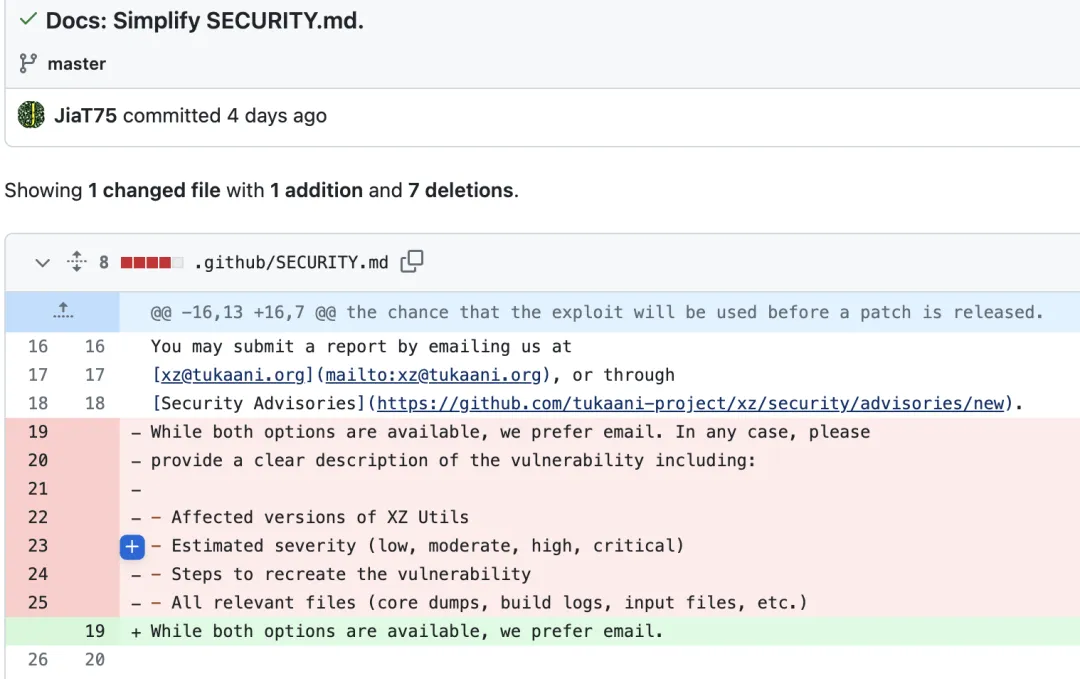 Docs: Simplify SECURITY.md.
master
JiaT75 committed 4 days ago
Showing 1 changed file with 1 addition and 7 deletions.
8 .github/SECURITY.md
@@ -16,13 +16,7 @@ the chance that the exploit will be used before a patch is released.
16 16 You may submit a report by emailing us at
17 17 [xz@tukaani.org](mailto:xz@tukaani.org), or through
18 18 [Security Advisories](https://github.com/tukaani-project/xz/security/advisories/new).
19 - While both options are available, we prefer email. In any case, please
20 - provide a clear description of the vulnerability including:
21 -
22 - - Affected versions of XZ Utils
23 + - Estimated severity (low, moderate, high, critical)
24 - - Steps to recreate the vulnerability
25 - - All relevant files (core dumps, build logs, input files, etc.)
19 + While both options are available, we prefer email.
26 20